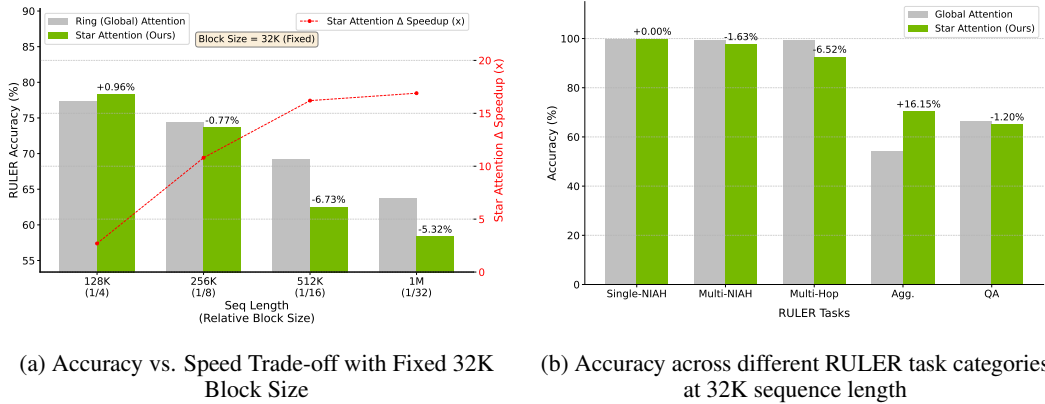 90
85
80
75
70
65
60
55
RULER Accuracy (%)
Ring (Global) Attention
Star Attention (Ours)
Block Size = 32K (Fixed)
Star Attention Δ Speedup (x)
+0.96%
-0.77%
-6.73%
-5.32%
20
15
10
5
0
Star Attention Δ Speedup (x)
128K
(1/4)
256K
(1/8)
512K
(1/16)
1M
(1/32)
Seq Length
(Relative Block Size)
(a) Accuracy vs. Speed Trade-off with Fixed 32K
Block Size
100
80
60
40
20
0
Accuracy (%)
Global Attention
Star Attention (Ours)
+0.00%
-1.63%
-6.52%
+16.15%
-1.20%
Single-NIAH
Multi-NIAH
Multi-Hop
Agg.
QA
RULER Tasks
(b) Accuracy across different RULER task categories
at 32K sequence length